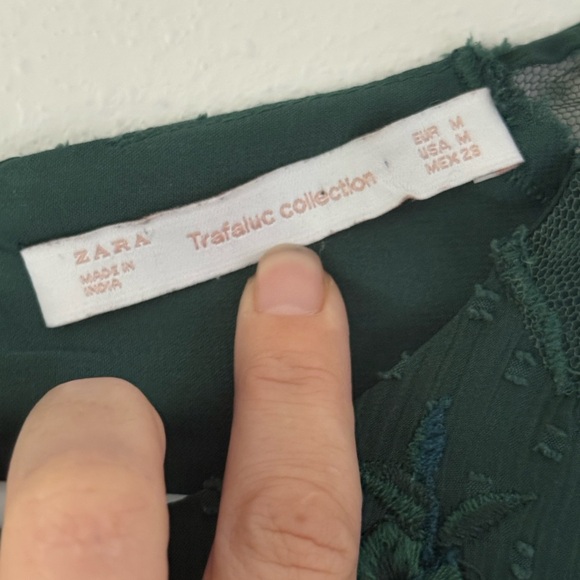 ZARA
MADE IN
INDIA
Trafaluc collection
EUR M
USA M
MEX 28